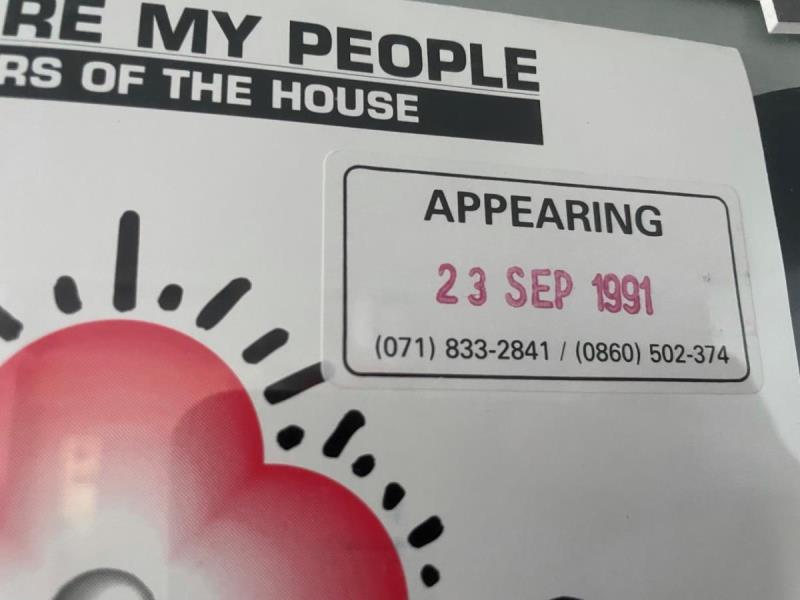 RE MY PEOPLE
RS OF THE HOUSE
APPEARING
23 SEP 1991
(071) 833-2841 / (0860) 502-374